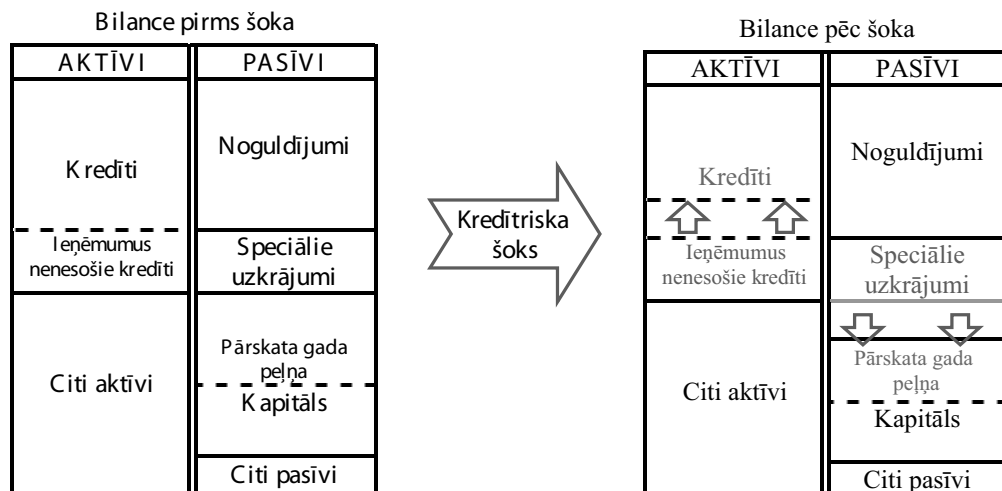 Bilance pirms šoka
AKTĪVI
PASĪVI
Kredīti
Noguldījumi
Ieņēmumus
nenesošie kredīti
Speciālie
uzkrājumi
Citi aktīvi
Pārskata gada
peļņa
Kapitāls
Citi pasīvi
Kredītriska
šoks
Bilance pēc šoka
AKTĪVI
PASĪVI
Kredīti
Noguldījumi
Ieņēmumus
nenesošie kredīti
Speciālie
uzkrājumi
Citi aktīvi
Pārskata gada
peļņa
Kapitāls
Citi pasīvi